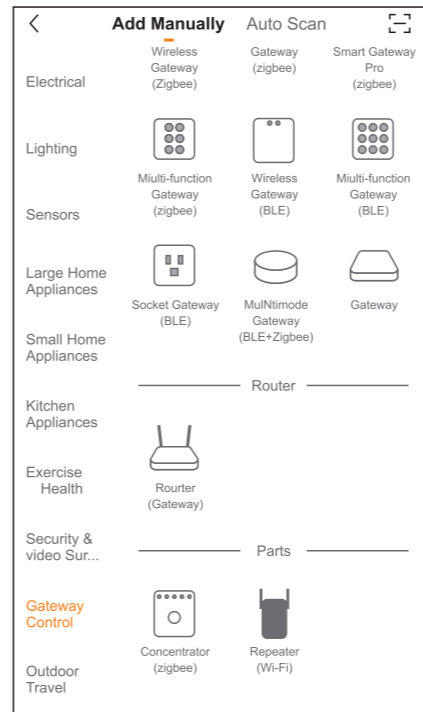 Add Manually Auto Scan
Electrical
Lighting
Sensors
Large Home
Appliances
Small Home
Appliances
Kitchen
Appliances
Exercise
Health
Security &
video Sur...
Gateway
Control
Outdoor
Travel
Wireless
Gateway
(Zigbee)
Gateway
(zigbee)
Smart Gateway
Pro
(zigbee)
Miulti-function
Gateway
(zigbee)
Wireless
Gateway
(BLE)
Miulti-function
Gateway
(BLE)
Socket Gateway
(BLE)
MulNtimode
Gateway
(BLE+Zigbee)
Gateway
Router
Rourter
(Gateway)
Parts
Concentrator
(zigbee)
Repeater
(Wi-Fi)